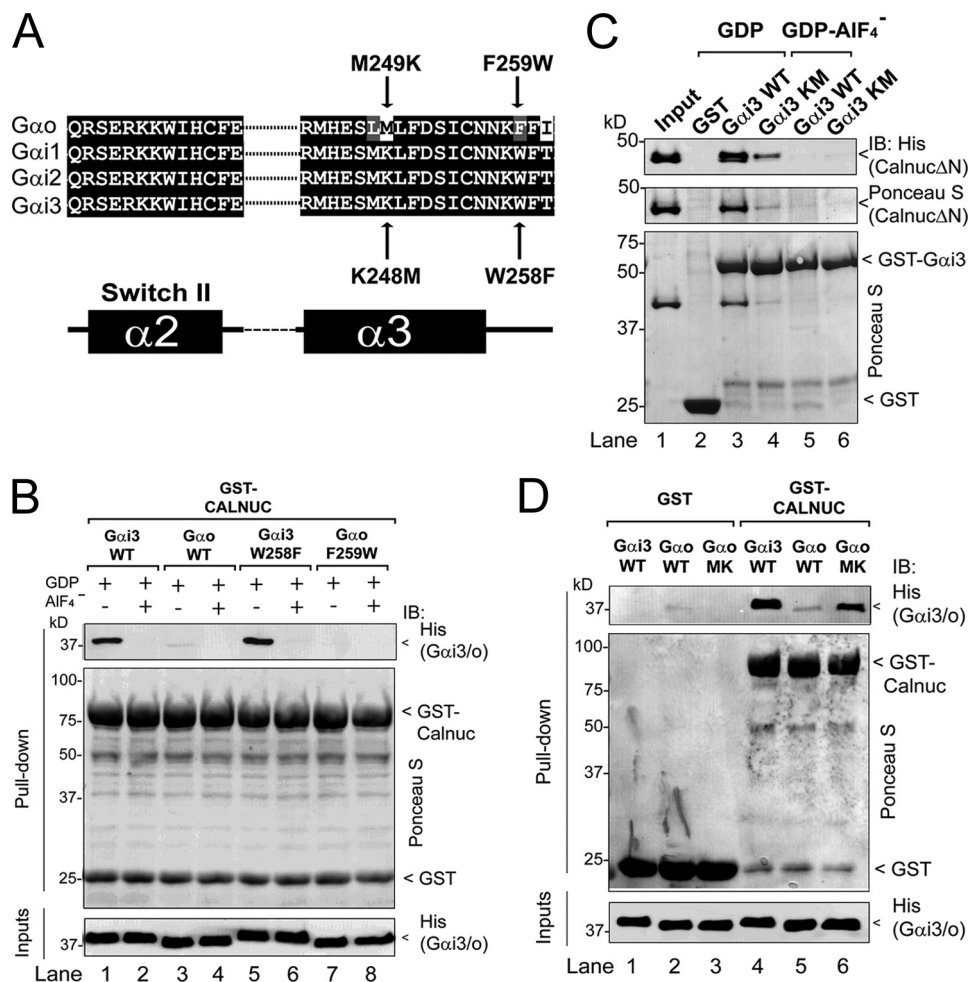 A
M249K F259W
Gαo QRSERKKWIHCFE RMHESLMLFDSICNNKFFI
Gαi1 QRSERKKWIHCFE RMHESMKLFDSICNNKWFT
Gαi2 QRSERKKWIHCFE RMHESMKLFDSICNNKWFT
Gαi3 QRSERKKWIHCFE RMHESMKLFDSICNNKWFT
K248M W258F
Switch II
α2 α3
B
GST-
CALNUC
Gαi3 WT Gαo WT Gαi3 W258F Gαo F259W
GDP + + + + + + + +
AlF₄⁻ - + - + - + - +
IB:
kD
37- < His (Gαi3/o)
100-
75- < GST-Calnuc
50-
37-
25- < GST
Pull-down
Ponceau S
Inputs
37- < His (Gαi3/o)
Lane 1 2 3 4 5 6 7 8
C
GDP GDP-AlF₄⁻
Input GST Gαi3 WT Gαi3 KM Gαi3 WT Gαi3 KM
kD
50- IB: His
< (CalnucΔN)
50- Ponceau S
< (CalnucΔN)
75-
50- < GST-Gαi3
37-
25- < GST
Ponceau S
Lane 1 2 3 4 5 6
D
GST GST-
CALNUC
Gαi3 WT Gαo WT Gαo MK Gαi3 WT Gαo WT Gαo MK
IB:
kD
37- < His (Gαi3/o)
100-
75- < GST-Calnuc
50-
37-
25- < GST
Pull-down
Ponceau S
Inputs
37- < His (Gαi3/o)
Lane 1 2 3 4 5 6